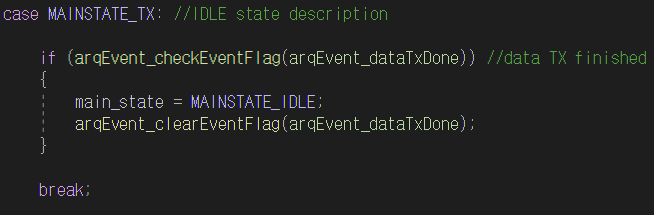 case MAINSTATE_TX: //IDLE state description
if (arqEvent_checkEventFlag(arqEvent_dataTxDone)) //data TX finished
{
main_state = MAINSTATE_IDLE;
arqEvent_clearEventFlag(arqEvent_dataTxDone);
}
break;